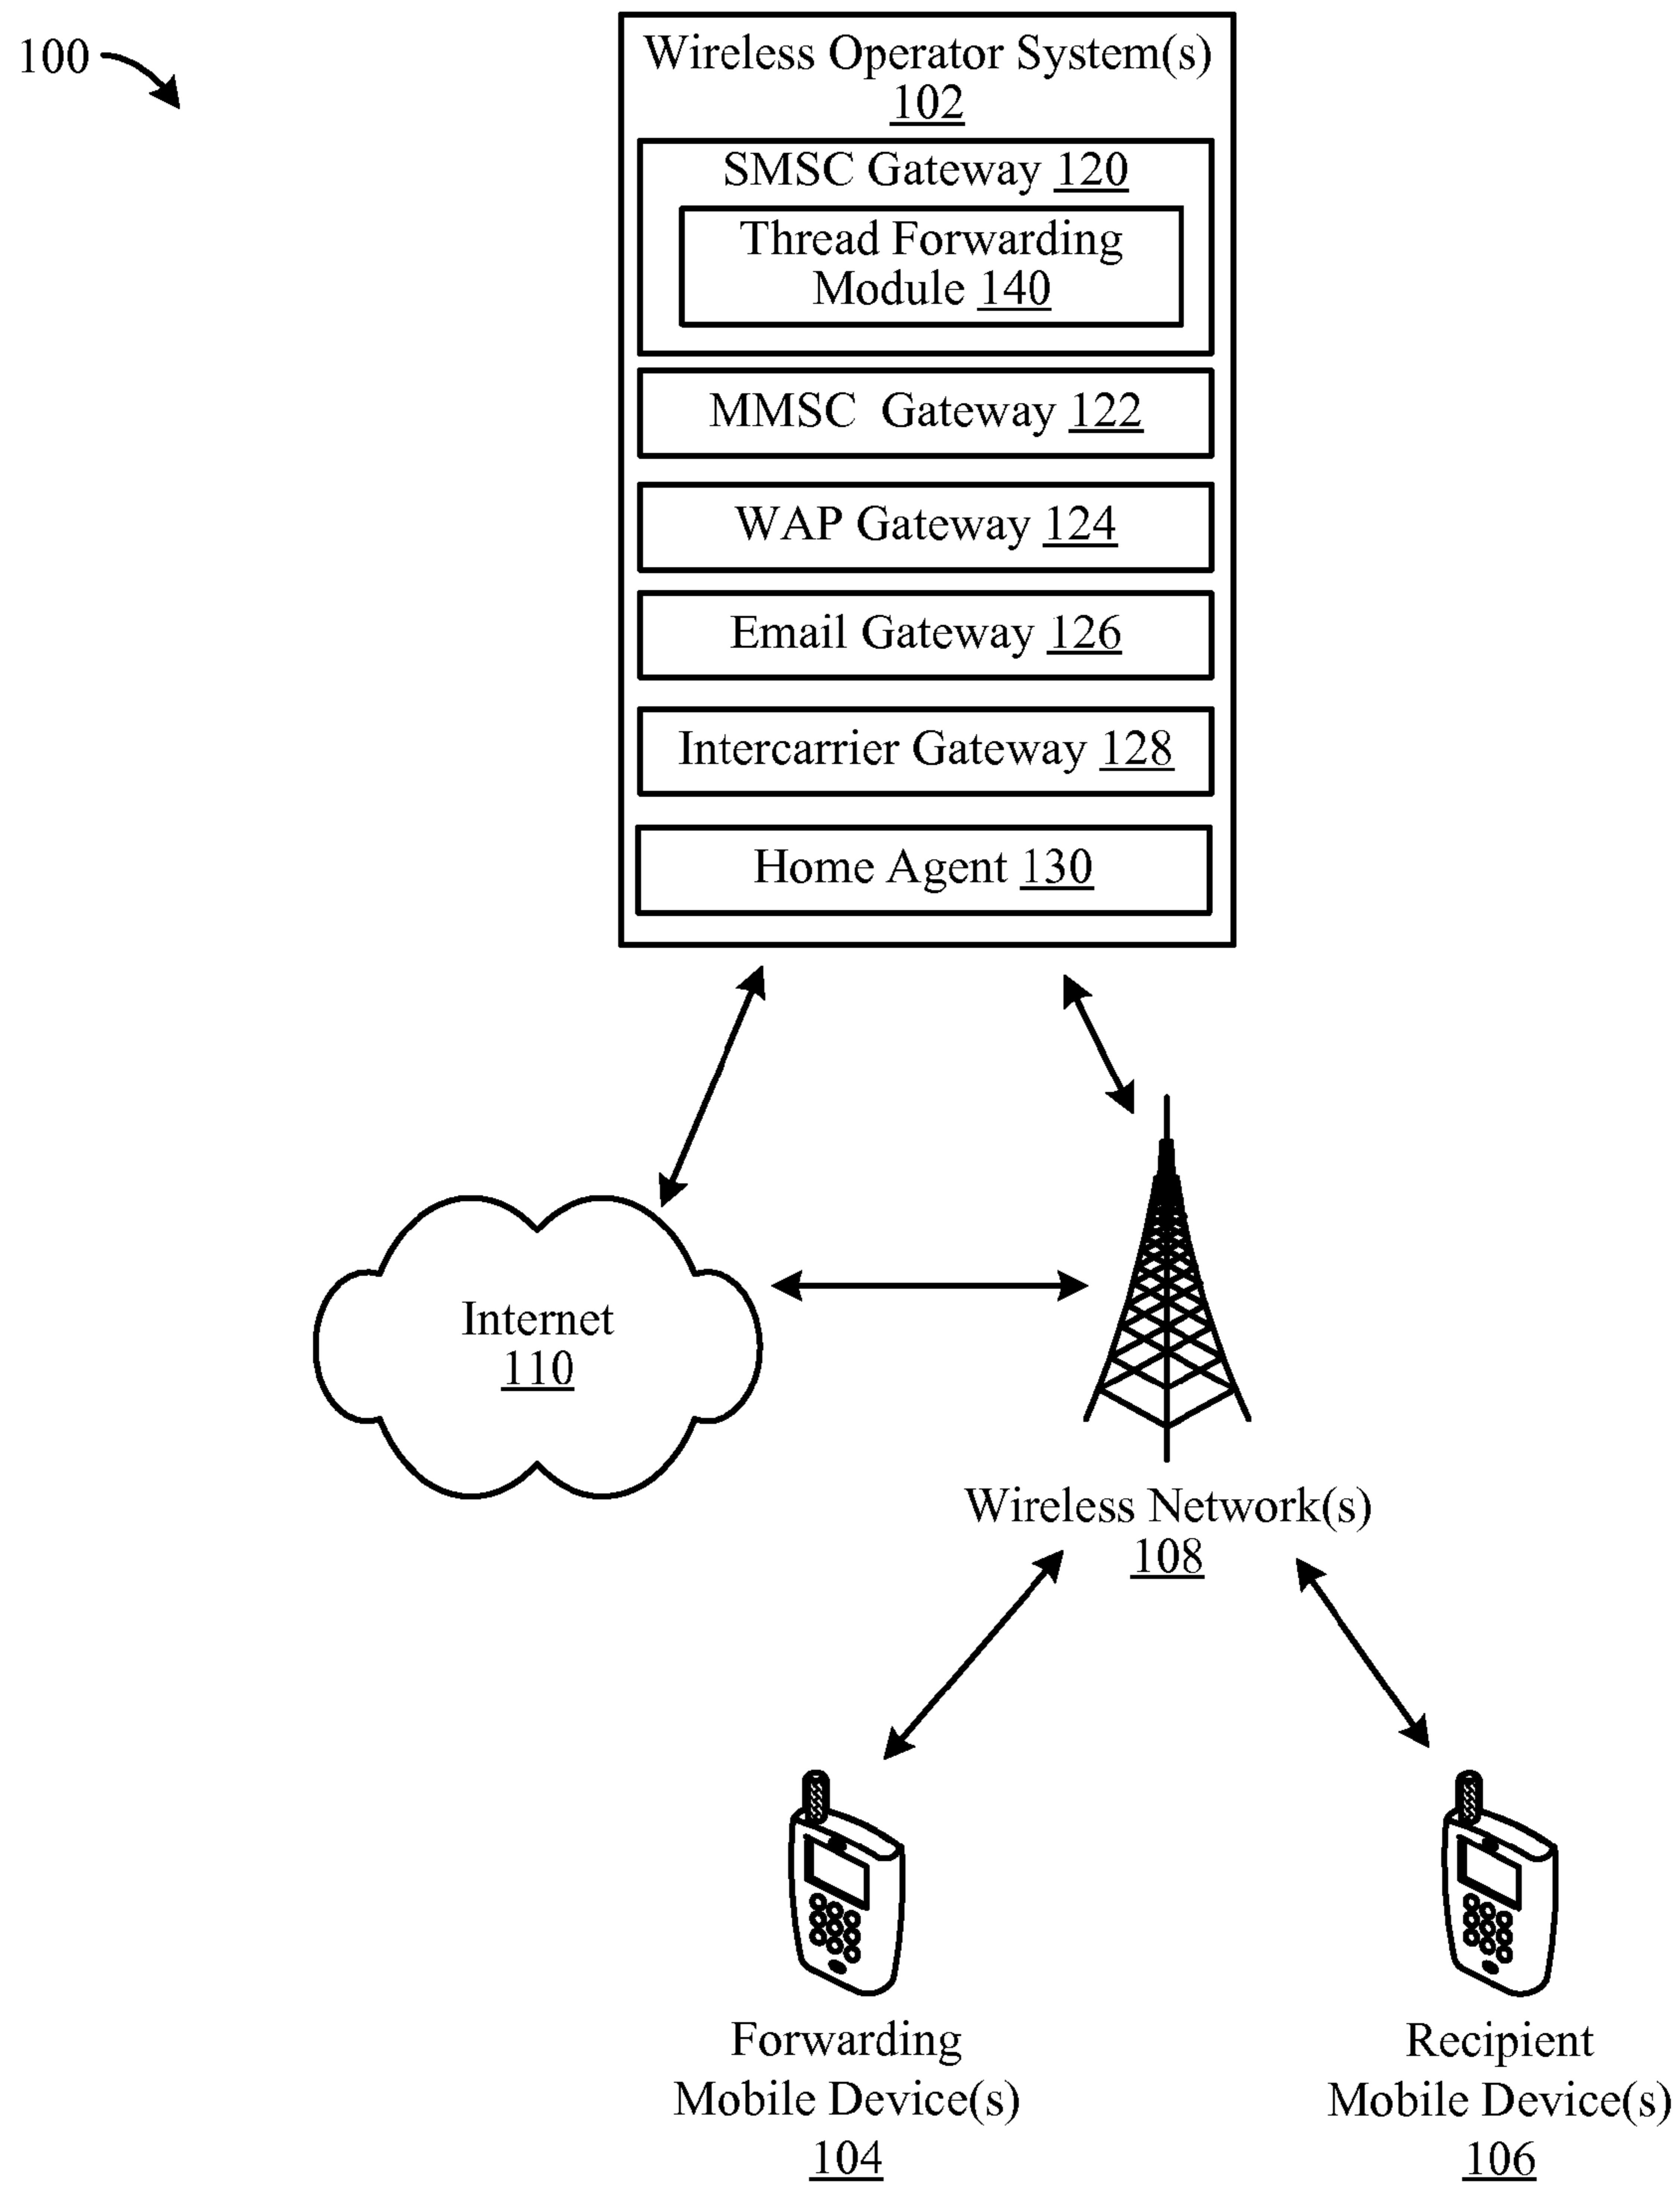 100
Wireless Operator System(s)
102
SMSC Gateway 120
Thread Forwarding
Module 140
MMSC Gateway 122
WAP Gateway 124
Email Gateway 126
Intercarrier Gateway 128
Home Agent 130
Internet
110
Wireless Network(s)
108
Forwarding
Mobile Device(s)
104
Recipient
Mobile Device(s)
106